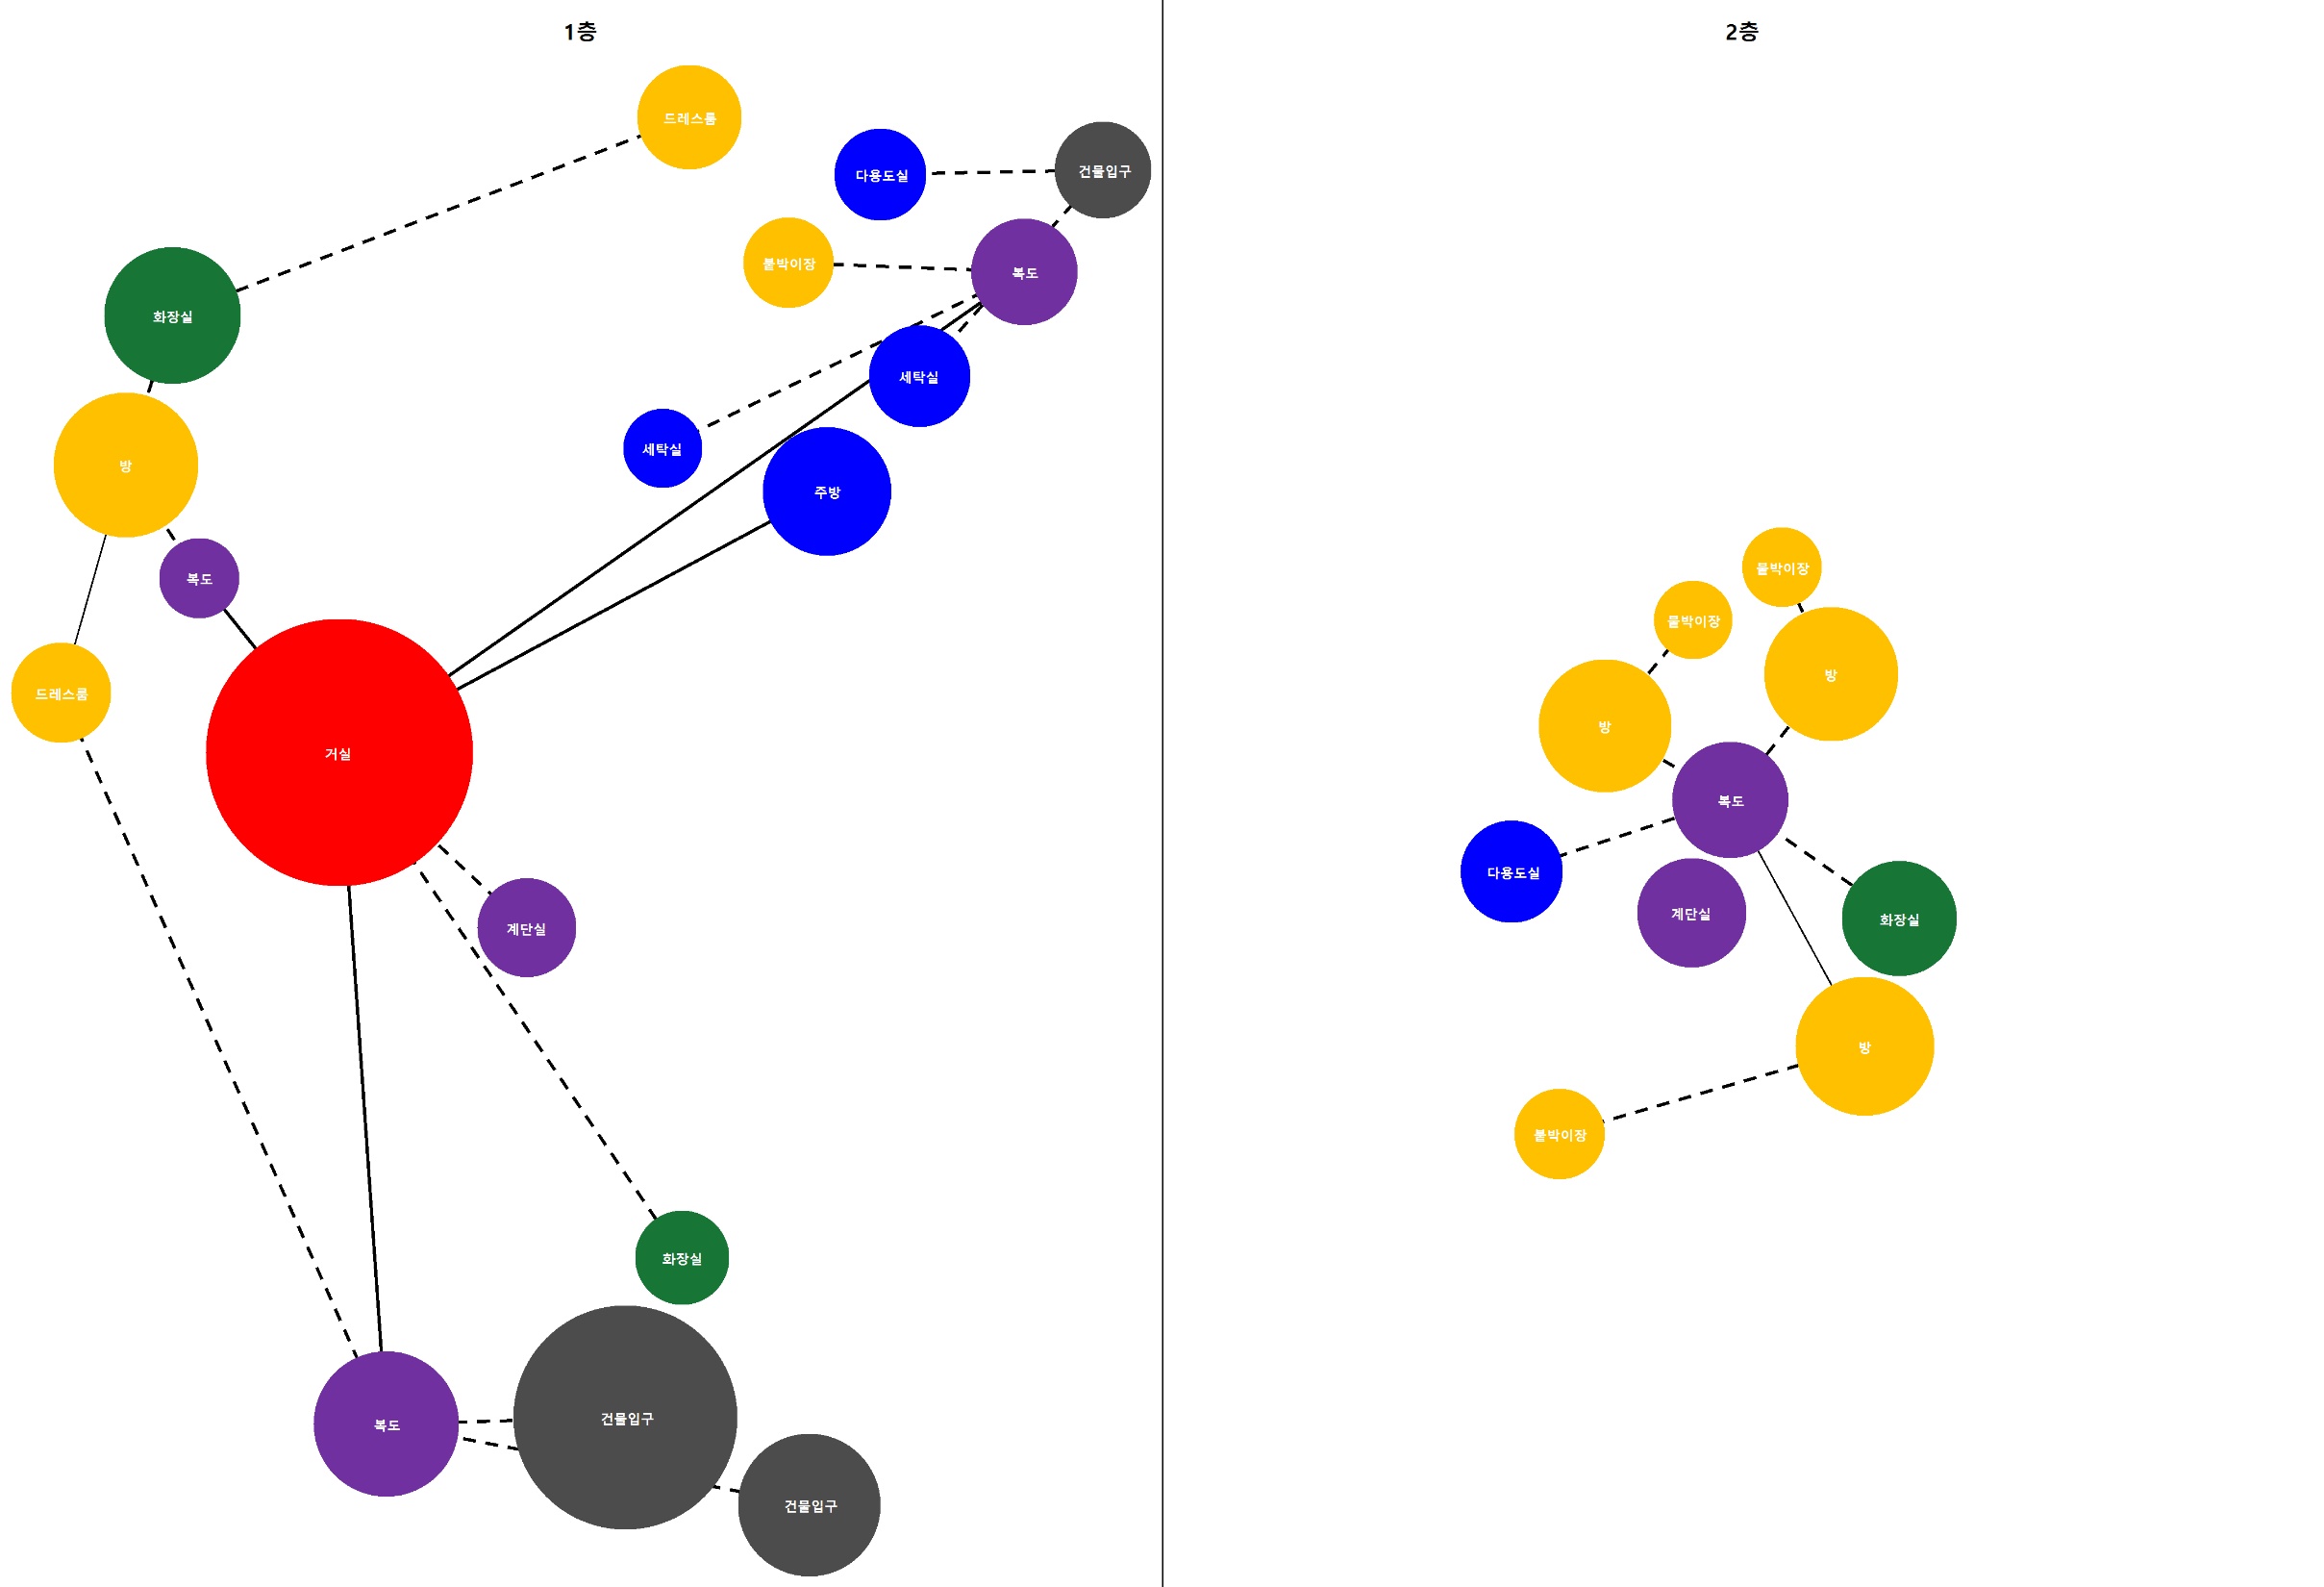 1층
드레스룸
다용도실
건물입구
붙박이장
복도
화장실
세탁실
세탁실
방
주방
복도
드레스룸
거실
계단실
화장실
복도
건물입구
건물입구
2층
붙박이장
붙박이장
방
방
복도
다용도실
계단실
화장실
방
붙박이장